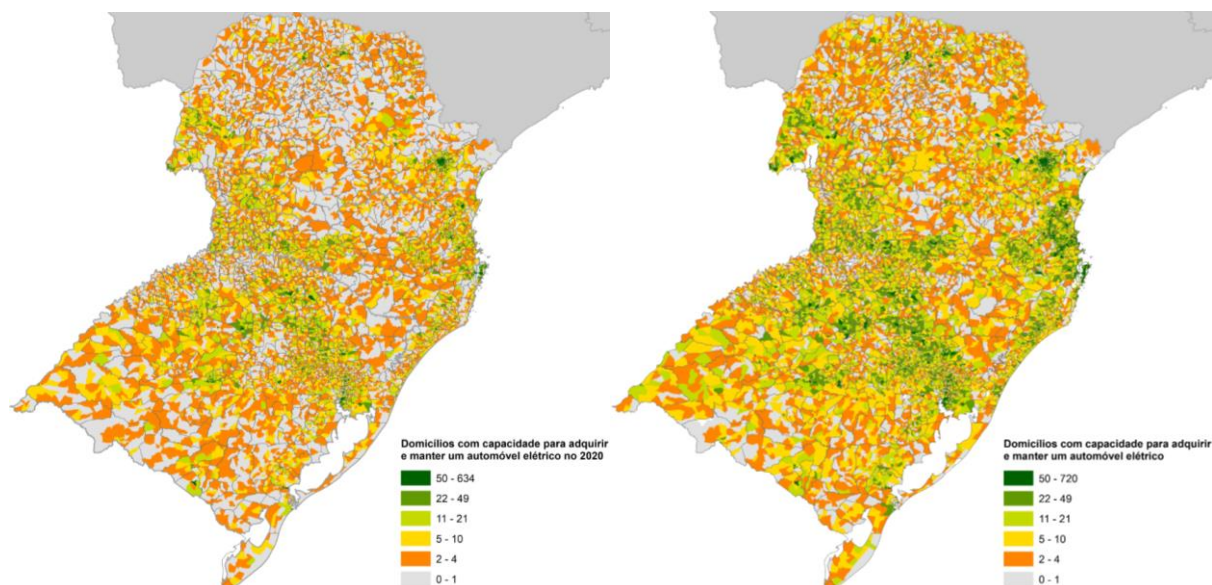 Domicílios com capacidade para adquirir
e manter um automóvel elétrico no 2020
50 - 634
22 - 49
11 - 21
5 - 10
2 - 4
0 - 1
Domicílios com capacidade para adquirir
e manter um automóvel elétrico
50 - 720
22 - 49
11 - 21
5 - 10
2 - 4
0 - 1